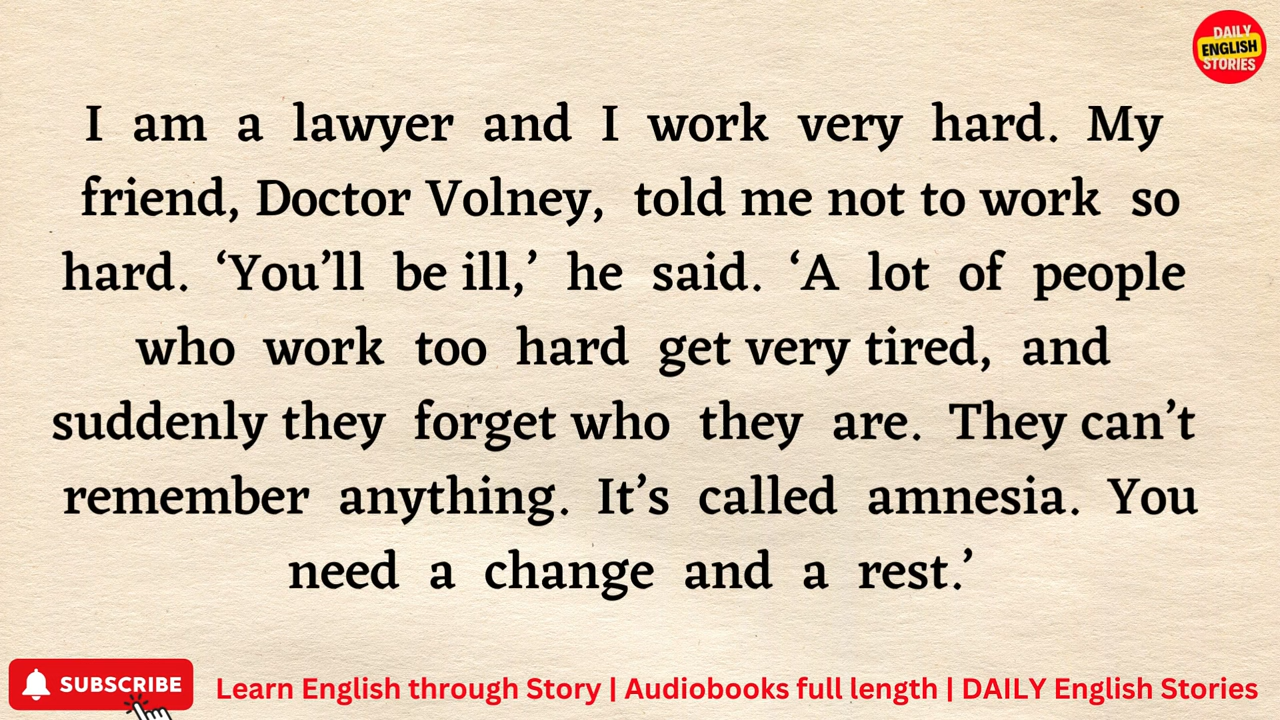 DAILY
ENGLISH
STORIES
I am a lawyer and I work very hard. My
friend, Doctor Volney, told me not to work so
hard. ‘You’ll be ill,’ he said. ‘A lot of people
who work too hard get very tired, and
suddenly they forget who they are. They can’t
remember anything. It’s called amnesia. You
need a change and a rest.’
SUBSCRIBE
Learn English through Story | Audiobooks full length | DAILY English Stories